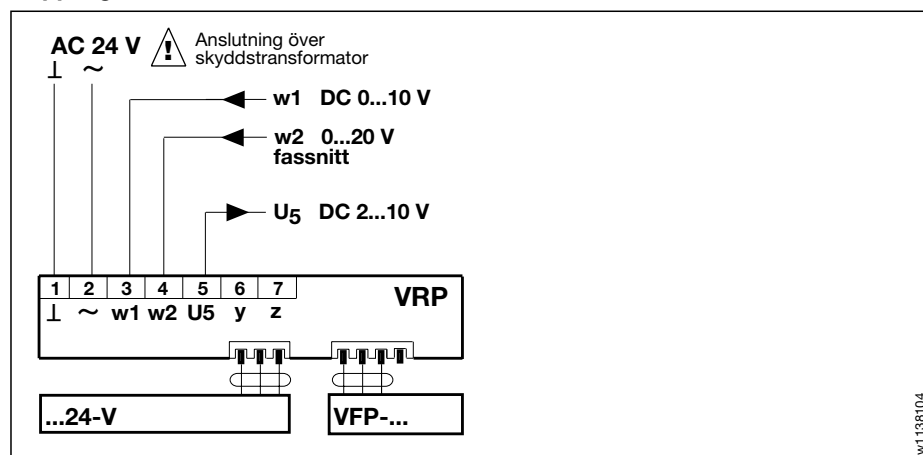 AC 24 V
⊥ ~
Anslutning över
skyddstransformator
w1 DC 0...10 V
w2 0...20 V
fassnitt
U5 DC 2...10 V
1 2 3 4 5 6 7
⊥ ~ w1 w2 U5 y z
VRP
...24-V
VFP-...
w1138104